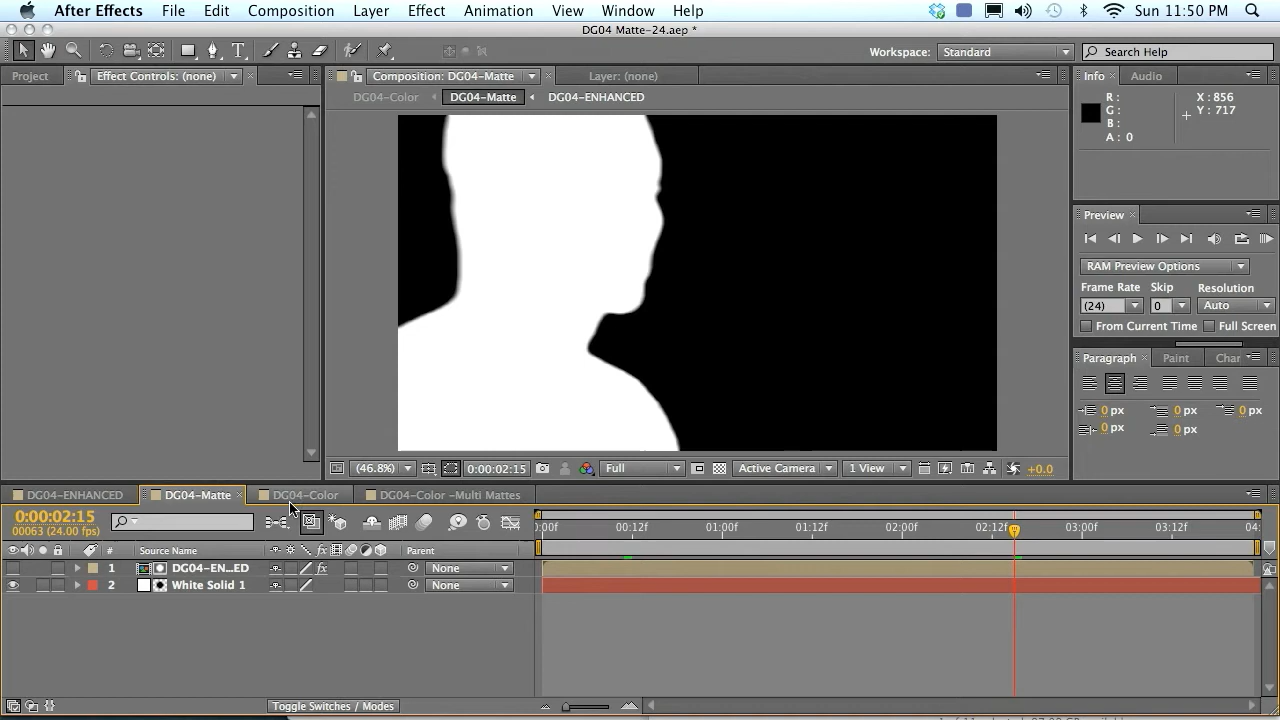 After Effects File Edit Composition Layer Effect Animation View Window Help Sun 11:50 PM
DG04 Matte-24.aep *
Workspace: Standard Search Help
Project Effect Controls: (none) Composition: DG04-Matte Layer: (none) Info Audio
DG04-Color DG04-Matte DG04-ENHANCED
R: X: 856
G: Y: 717
B:
A: 0
Preview
RAM Preview Options
Frame Rate Skip Resolution
(24) 0 Auto
From Current Time Full Screen
Paragraph Paint Char
0 px 0 px 0 px
0 px 0 px
(46.8%) 0:00:02:15 Full Active Camera 1 View +0.0
DG04-ENHANCED DG04-Matte DG04-Color DG04-Color -Multi Mattes
0:00:02:15
00063 (24.00 fps)
:00f 00:12f 01:00f 01:12f 02:00f 02:12f 03:00f 03:12f 04:
# Source Name Parent
1 DG04-EN...ED fx None
2 White Solid 1 None
Toggle Switches / Modes